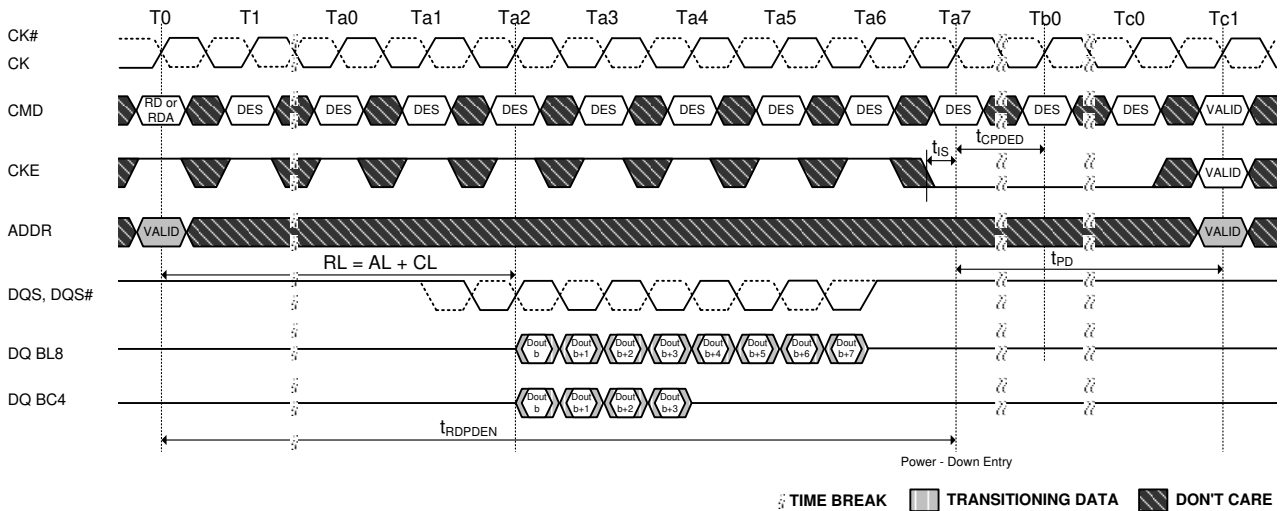 T0 T1 Ta0 Ta1 Ta2 Ta3 Ta4 Ta5 Ta6 Ta7 Tb0 Tc0 Tc1
CK#
CK
CMD RD or RDA DES DES DES DES DES DES DES DES DES DES DES VALID
tIS tCPDED
CKE VALID
ADDR VALID VALID
RL = AL + CL tPD
DQS, DQS#
DQ BL8 Dout b Dout b+1 Dout b+2 Dout b+3 Dout b+4 Dout b+5 Dout b+6 Dout b+7
DQ BC4 Dout b Dout b+1 Dout b+2 Dout b+3
tRDPDEN
Power - Down Entry
TIME BREAK TRANSITIONING DATA DON'T CARE